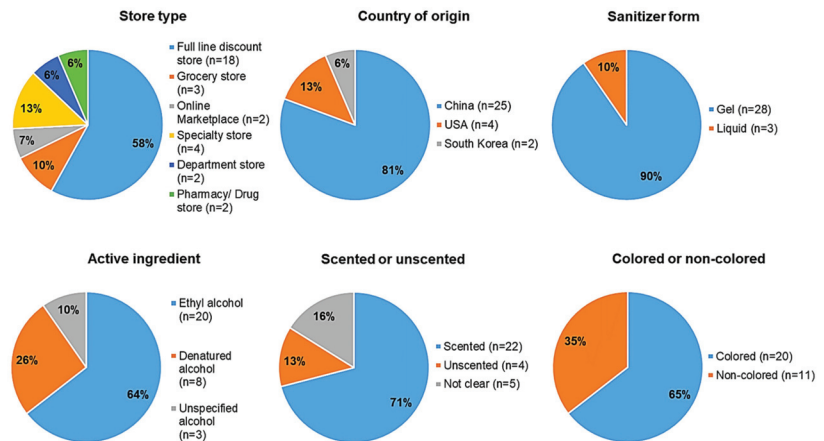 Store type
6%
6%
13%
7%
10%
58%
Full line discount
store (n=18)
Grocery store
(n=3)
Online
Marketplace (n=2)
Specialty store
(n=4)
Department store
(n=2)
Pharmacy/ Drug
store (n=2)
Country of origin
6%
13%
81%
China (n=25)
USA (n=4)
South Korea (n=2)
Sanitizer form
10%
90%
Gel (n=28)
Liquid (n=3)
Active ingredient
10%
26%
64%
Ethyl alcohol
(n=20)
Denatured
alcohol
(n=8)
Unspecified
alcohol
(n=3)
Scented or unscented
16%
13%
71%
Scented (n=22)
Unscented (n=4)
Not clear (n=5)
Colored or non-colored
35%
65%
Colored (n=20)
Non-colored (n=11)